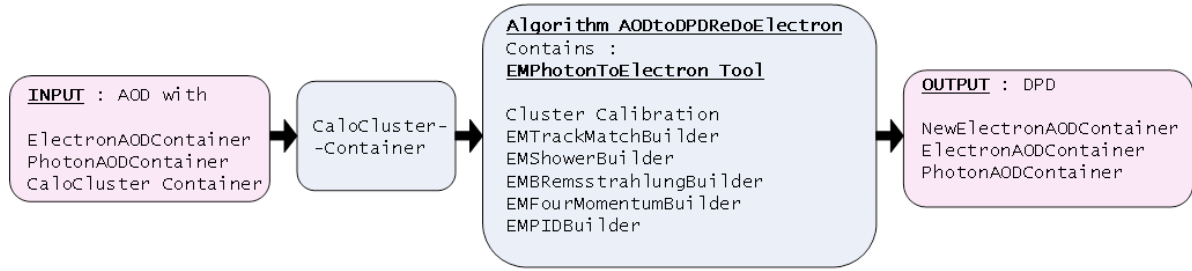 INPUT : AOD with
ElectronAODContainer
PhotonAODContainer
CaloCluster Container
CaloCluster-
-Container
Algorithm AODtoDPDReDoElectron
Contains :
EMPhotonToElectron Tool
Cluster Calibration
EMTrackMatchBuilder
EMShowerBuilder
EMBRemsstrahlungBuilder
EMFourMomentumBuilder
EMPIDBuilder
OUTPUT : DPD
NewElectronAODContainer
ElectronAODContainer
PhotonAODContainer